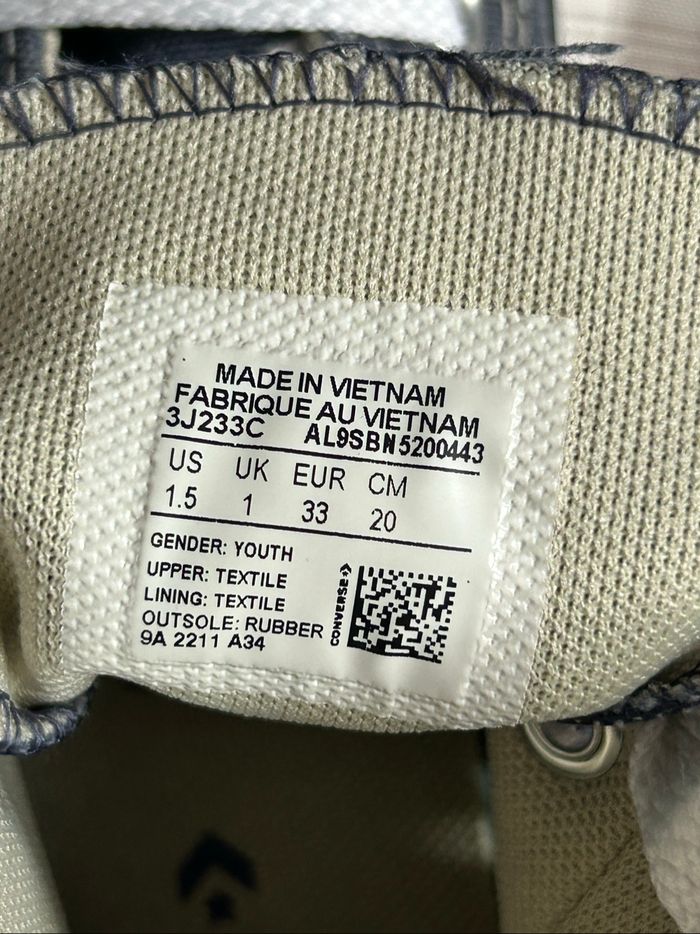 MADE IN VIETNAM
FABRIQUE AU VIETNAM
3J233C AL9SBN5200443
US UK EUR CM
1.5 1 33 20
GENDER: YOUTH
UPPER: TEXTILE
LINING: TEXTILE
OUTSOLE: RUBBER
9A 2211 A34
CONVERSE